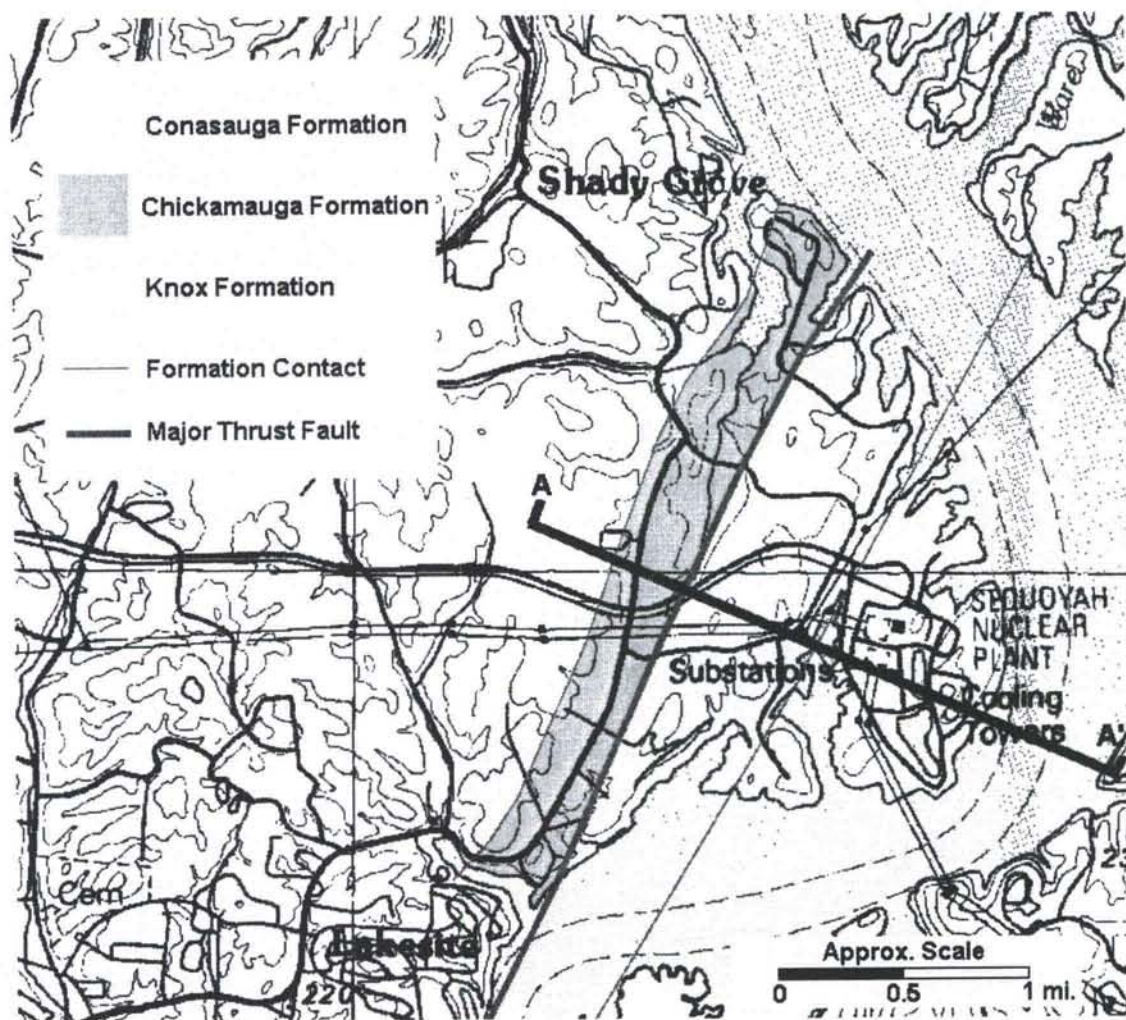 Conasauga Formation
Chickamauga Formation
Knox Formation
Formation Contact
Major Thrust Fault
Shady Grove
Ware
A
SEQUOYAH
NUCLEAR
PLANT
Substations
Cooling
Towers
A'
Cem
Lakesite
220
Approx. Scale
0 0.5 1 mi.